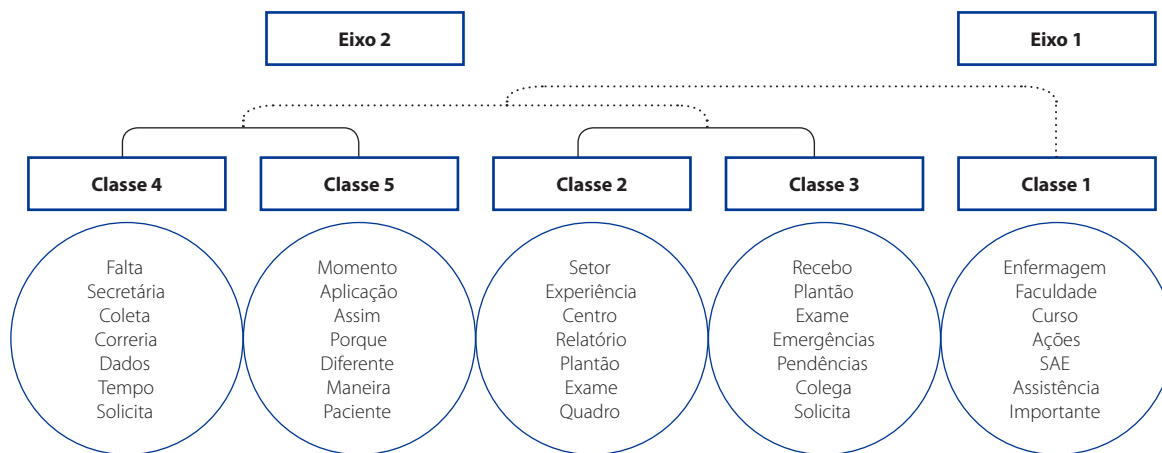 Eixo 2
Eixo 1
Classe 4
Classe 5
Classe 2
Classe 3
Classe 1
Falta
Secretária
Coleta
Correria
Dados
Tempo
Solicita
Momento
Aplicação
Assim
Porque
Diferente
Maneira
Paciente
Setor
Experiência
Centro
Relatório
Plantão
Exame
Quadro
Recebo
Plantão
Exame
Emergências
Pendências
Colega
Solicita
Enfermagem
Faculdade
Curso
Ações
SAE
Assistência
Importante